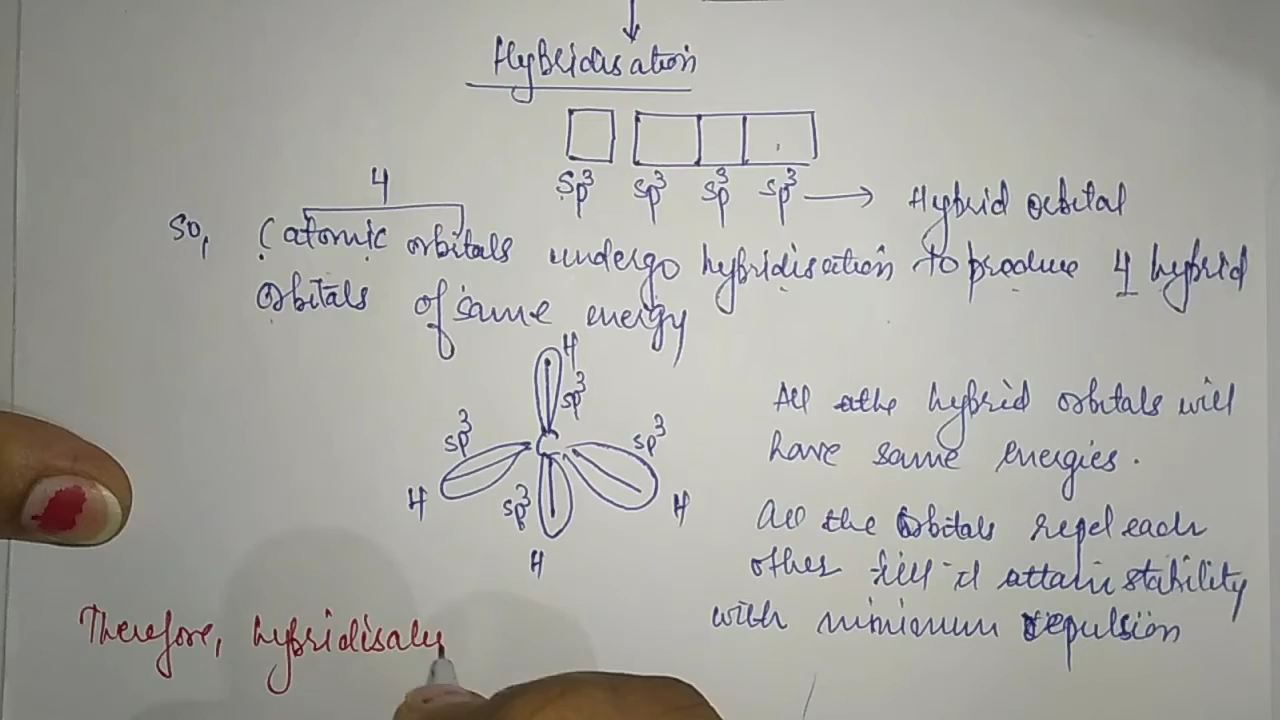 Hybridisation
sp³ sp³ sp³ sp³ → Hybrid orbital
4
So, (atomic orbitals undergo hybridisation to produce 4 hybrid
orbitals of same energy
H
sp³
sp³ C sp³
H sp³ H
H
All the hybrid orbitals will
have same energies.
All the orbitals repel each
other till it attain stability
with minimum repulsion
Therefore, hybridisat